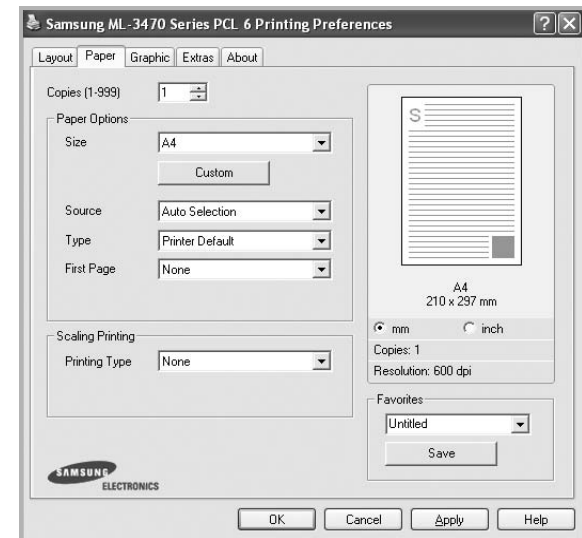 Samsung ML-3470 Series PCL 6 Printing Preferences
Layout Paper Graphic Extras About
Copies (1-999) 1
Paper Options
Size A4
Custom
Source Auto Selection
Type Printer Default
First Page None
Scaling Printing
Printing Type None
SAMSUNG
ELECTRONICS
S
A4
210 x 297 mm
mm inch
Copies: 1
Resolution: 600 dpi
Favorites
Untitled
Save
OK Cancel Apply Help